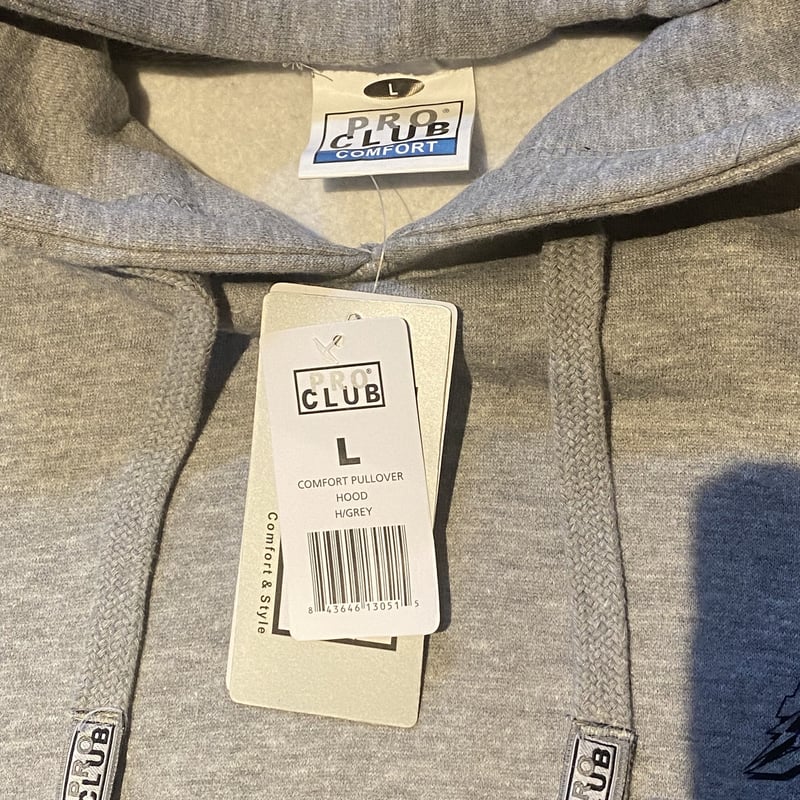 L
PRO®
CLUB
COMFORT
PRO®
CLUB
L
COMFORT PULLOVER
HOOD
H/GREY
8 43646 13051 5
Comfort & Style
PRO
CLUB
PRO
CLUB